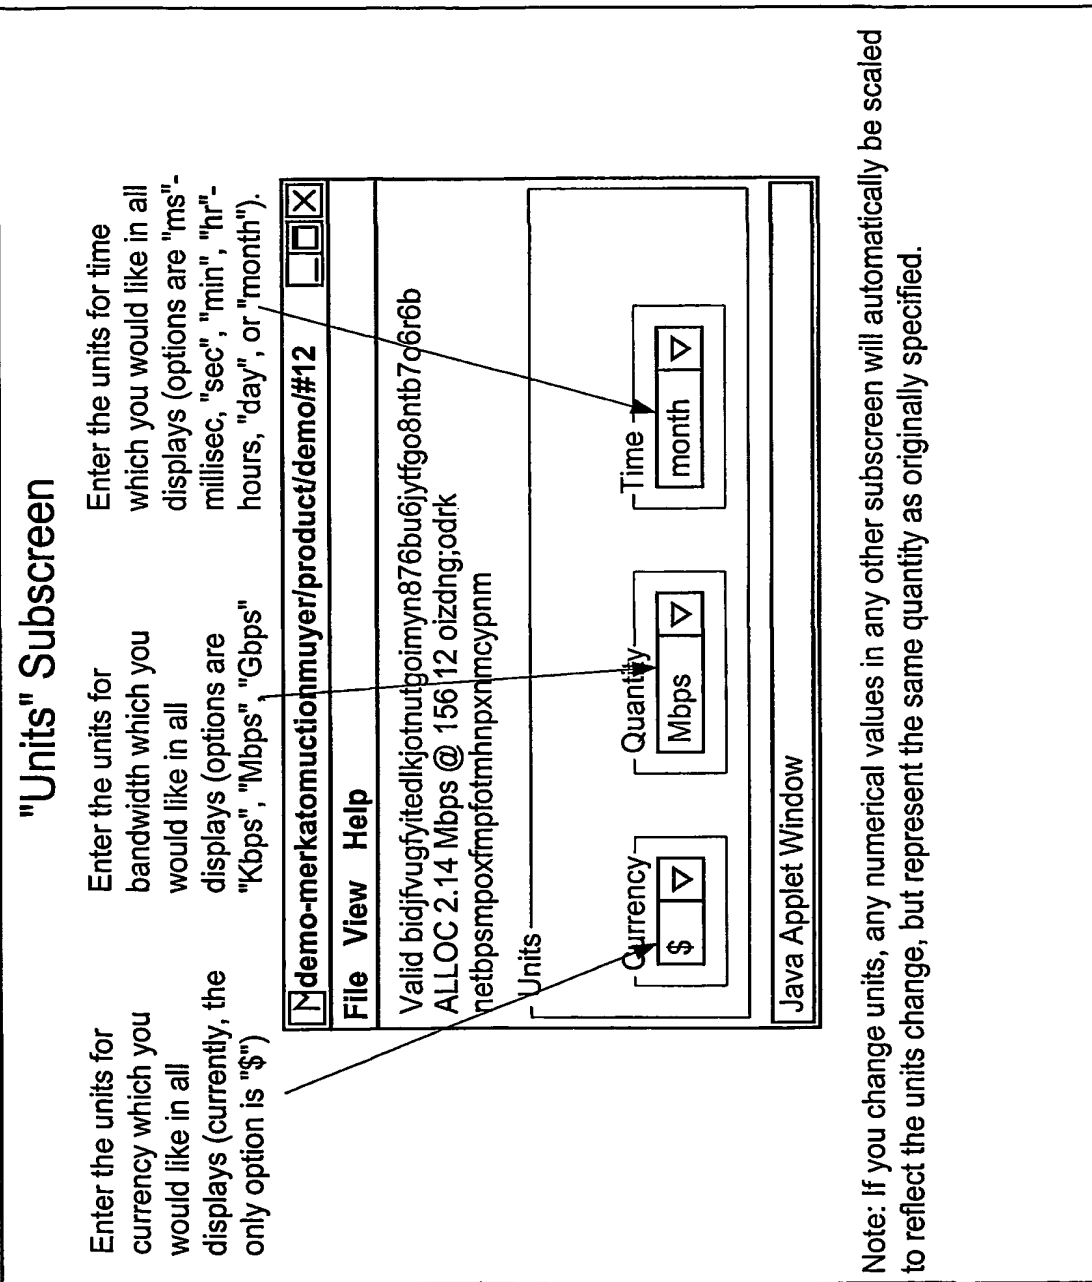 "Units" Subscreen
Enter the units for
currency which you
would like in all
displays (currently, the
only option is "$")
Enter the units for
bandwidth which you
would like in all
displays (options are
"Kbps", "Mbps", "Gbps"
Enter the units for time
which you would like in all
displays (options are "ms"-
millisec, "sec", "min", "hr"-
hours, "day", or "month").
demo-merkatomuctionmuyer/product/demo/#12
File View Help
Valid bidjfvugfyitedlkjotnutgoimyn876bu6jytfgo8ntb7o6r6b
ALLOC 2.14 Mbps @ 156 12 oizdng;odrk
netbpsmpoxfmpfotmhnpxnmcypnm
Units
Currency
$
Quantity
Mbps
Time
month
Java Applet Window
Note: If you change units, any numerical values in any other subscreen will automatically be scaled
to reflect the units change, but represent the same quantity as originally specified.